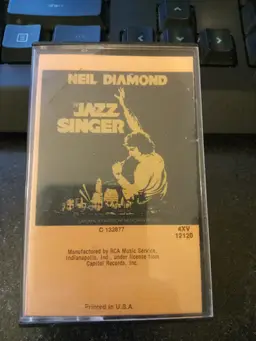 NEIL DIAMOND
THE
JAZZ
SINGER
C 153877
4XV
12120
Manufactured by RCA Music Service,
Indianapolis, Ind., under license from
Capitol Records, Inc.
Printed in U.S.A.